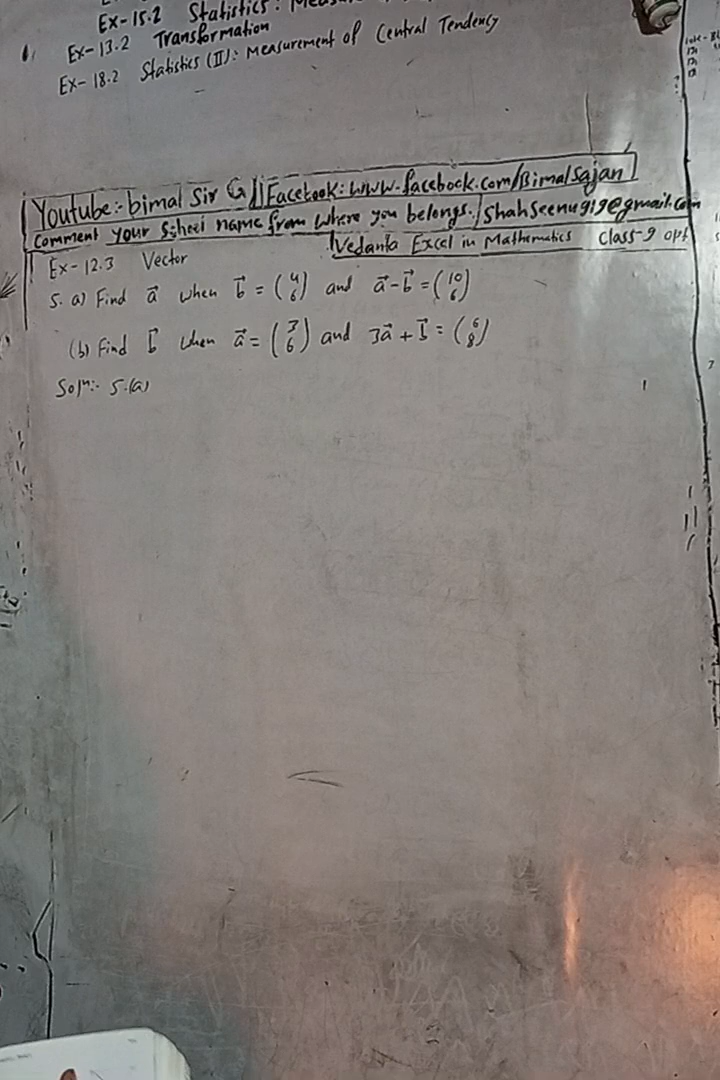 Ex-15.2 Statistics:
Ex-13.2 Transformation
Ex-18.2 Statistics (II): Measurement of Central Tendency
Youtube:- bimal Sir G || Facebook: www.facebook.com/Bimalsajan
Comment your School name from where you belongs. / Shahseenu919@gmail.com
Vedanta Excel in Mathematics Class-9 opt
Ex-12.3 Vector
5. a) Find a⃗ when b⃗ = (4 6) and a⃗-b⃗ = (10 6)
(b) Find b⃗ when a⃗ = (3 6) and 3a⃗ + b⃗ = (6 8)
Solⁿ:- 5.(a)